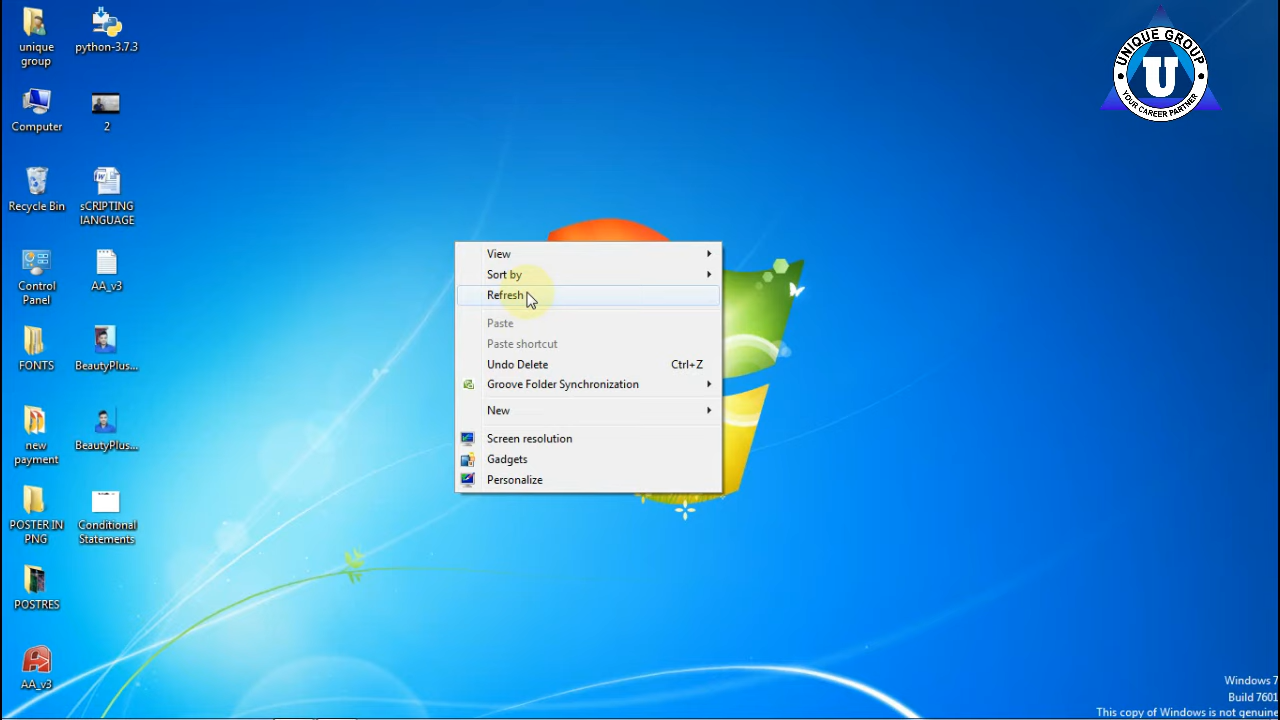 unique
group
python-3.7.3
Computer
2
Recycle Bin
sCRIPTING
lANGUAGE
Control
Panel
AA_v3
FONTS
BeautyPlus...
new
payment
BeautyPlus...
POSTER IN
PNG
Conditional
Statements
POSTRES
AA_v3
View
Sort by
Refresh
Paste
Paste shortcut
Undo Delete Ctrl+Z
Groove Folder Synchronization
New
Screen resolution
Gadgets
Personalize
UNIQUE GROUP
U
YOUR CAREER PARTNER
Windows 7
Build 7601
This copy of Windows is not genuine